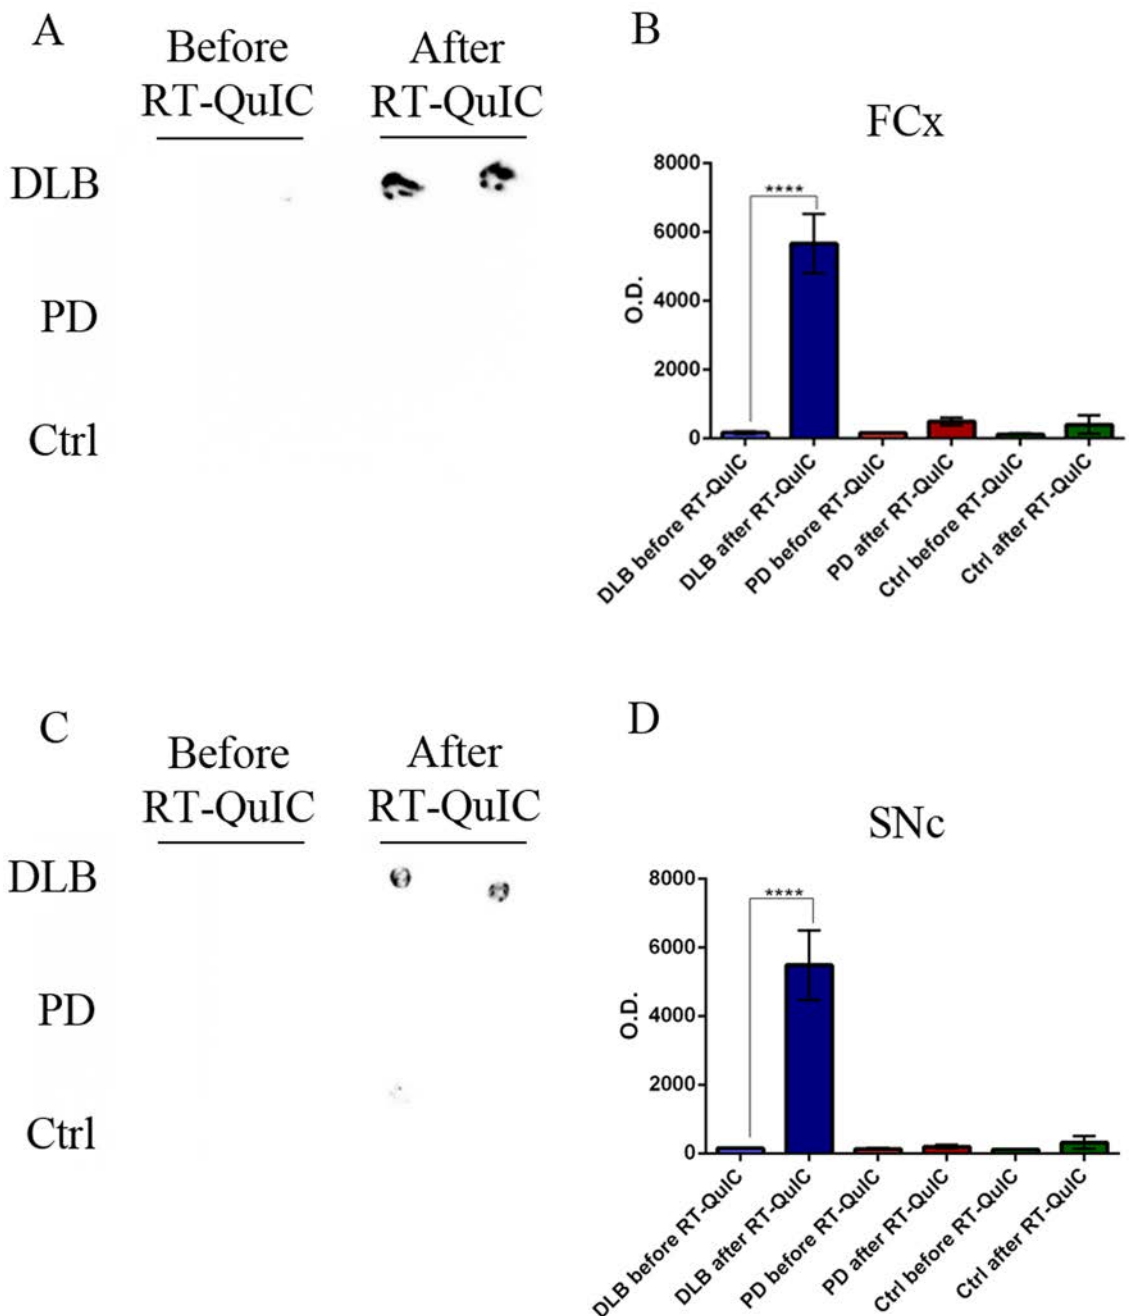 A
Before
RT-QuIC
After
RT-QuIC
DLB
PD
Ctrl
B
FCx
8000
6000
4000
2000
0
O.D.
****
DLB before RT-QuIC
DLB after RT-QuIC
PD before RT-QuIC
PD after RT-QuIC
Ctrl before RT-QuIC
Ctrl after RT-QuIC
C
Before
RT-QuIC
After
RT-QuIC
DLB
PD
Ctrl
D
SNc
8000
6000
4000
2000
0
O.D.
****
DLB before RT-QuIC
DLB after RT-QuIC
PD before RT-QuIC
PD after RT-QuIC
Ctrl before RT-QuIC
Ctrl after RT-QuIC